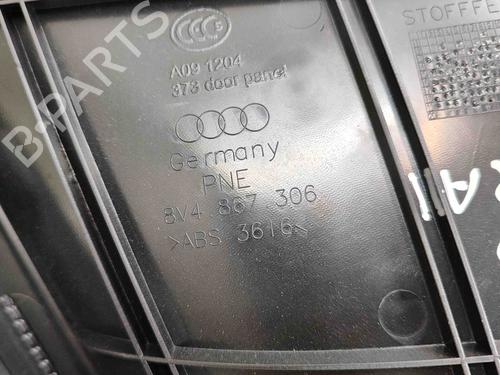 CCC S
A09 1204
373 door panel
Germany
PNE
8V4 867 306
>ABS 3616<
STOFFFE
B-PARTS